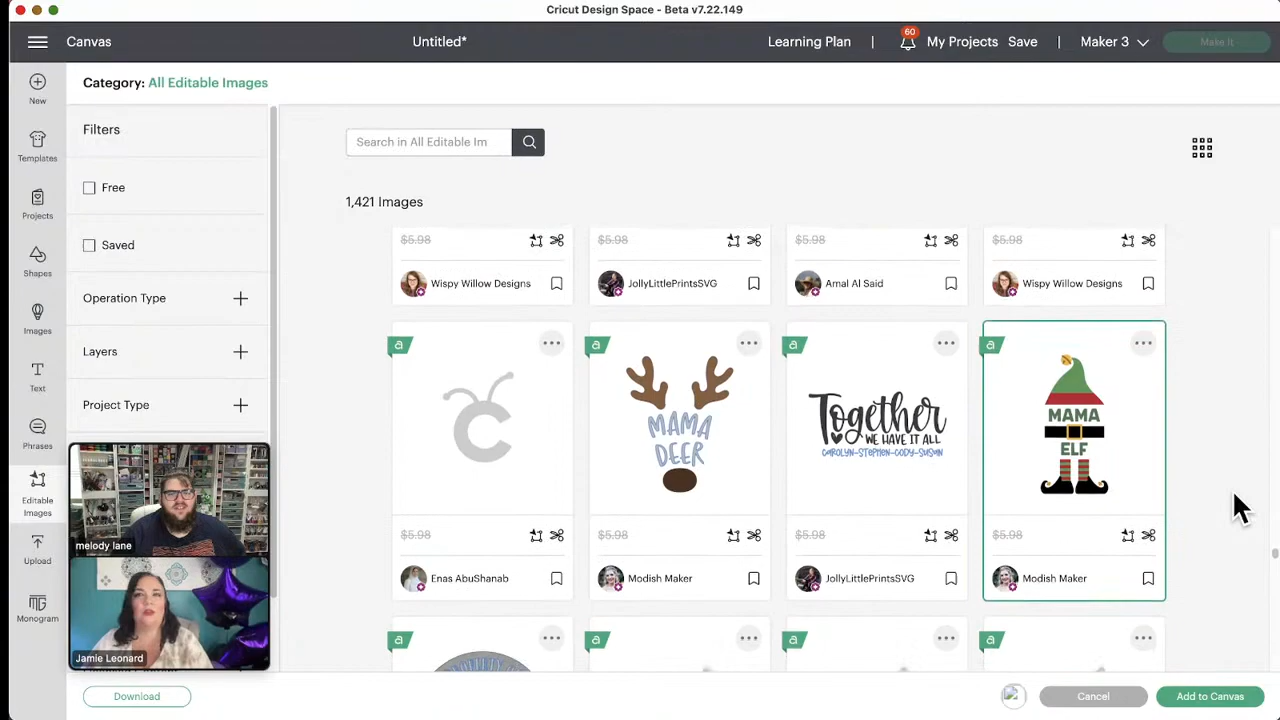 Cricut Design Space - Beta v7.22.149
Canvas
Untitled*
Learning Plan
60
My Projects
Save
Maker 3
Make It
New
Templates
Projects
Shapes
Images
Text
Phrases
Editable
Images
Upload
Monogram
Category: All Editable Images
Filters
Free
Saved
Operation Type
Layers
Project Type
melody lane
Jamie Leonard
Download
Search in All Editable Im
1,421 Images
$5.98
$5.98
$5.98
$5.98
Wispy Willow Designs
JollyLittlePrintsSVG
Amal Al Said
Wispy Willow Designs
a
a
a
a
C
MAMA
DEER
Together
WE HAVE IT ALL
CAROLYN-STEPHEN-CODY-SUSAN
MAMA
ELF
$5.98
$5.98
$5.98
$5.98
Enas AbuShanab
Modish Maker
JollyLittlePrintsSVG
Modish Maker
a
a
a
a
Cancel
Add to Canvas